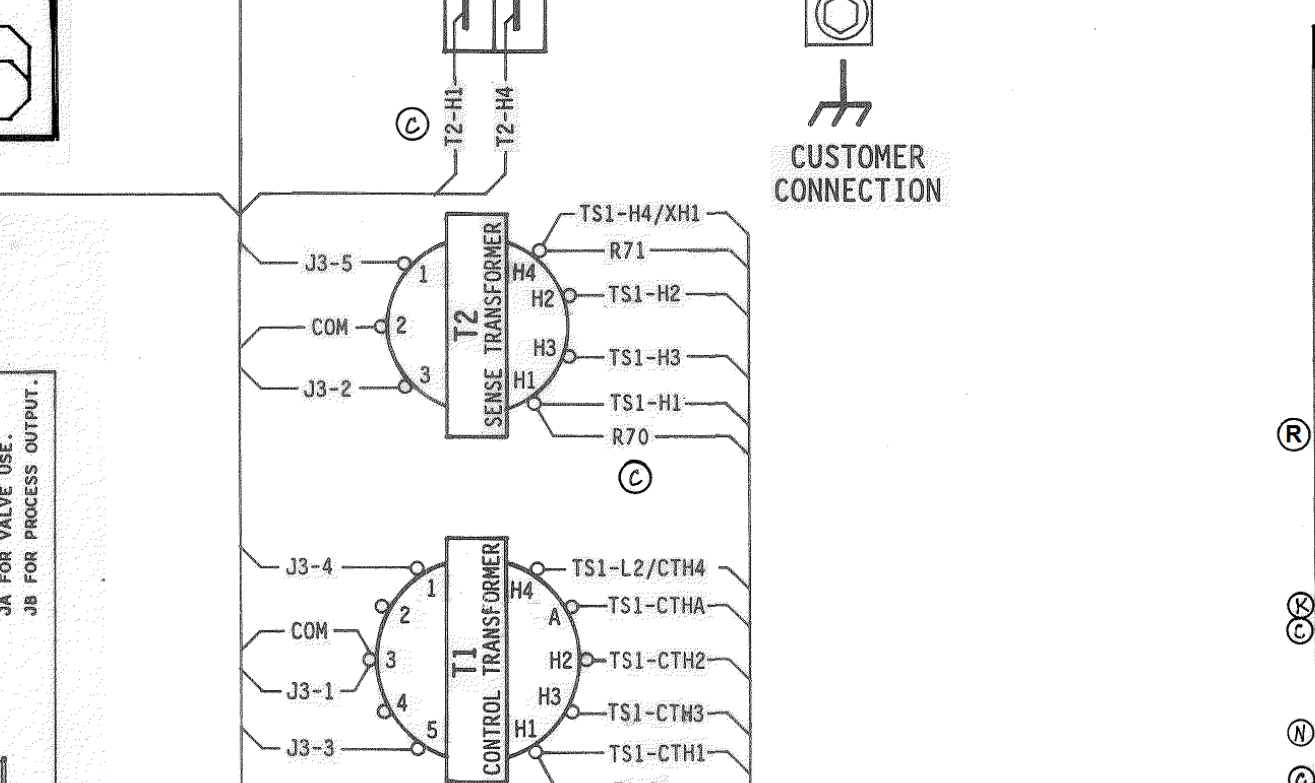 T2-H1
T2-H4
C
CUSTOMER
CONNECTION
TS1-H4/XH1
R71
J3-5
1
H4
TS1-H2
H2
COM
2
T2
SENSE TRANSFORMER
H3
TS1-H3
J3-2
3
H1
TS1-H1
R70
C
R
JA FOR VALVE USE.
JB FOR PROCESS OUTPUT.
J3-4
1
H4
TS1-L2/CTH4
2
A
TS1-CTHA
COM
3
T1
CONTROL TRANSFORMER
H2
TS1-CTH2
J3-1
4
H3
TS1-CTW3
J3-3
5
H1
TS1-CTH1
K
C
N